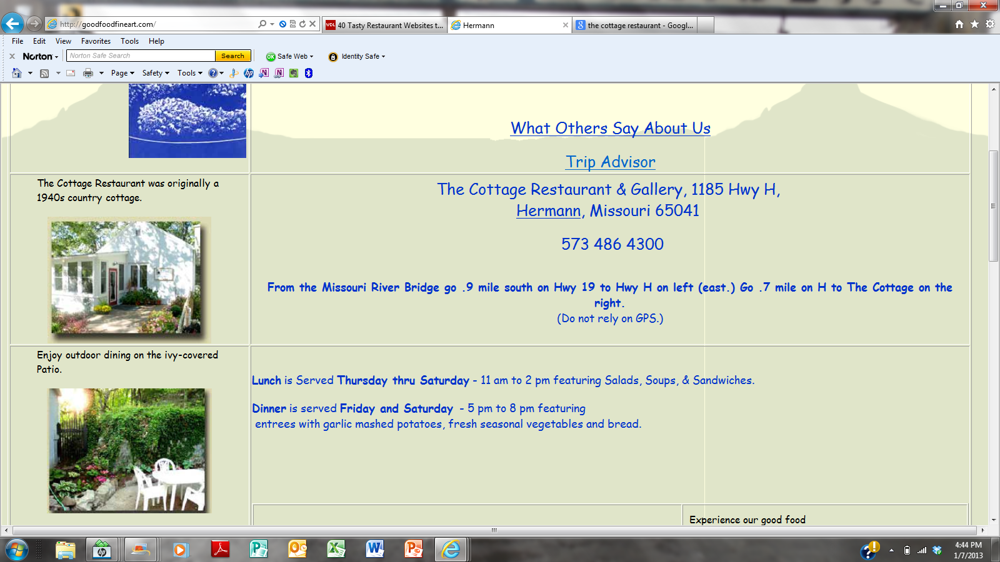 http://goodfoodfineart.com/
WDL 40 Tasty Restaurant Websites t...
Hermann
the cottage restaurant - Googl...
File Edit View Favorites Tools Help
Norton
Norton Safe Search
Search
OK Safe Web
Identity Safe
Page Safety Tools
What Others Say About Us
Trip Advisor
The Cottage Restaurant was originally a
1940s country cottage.
The Cottage Restaurant & Gallery, 1185 Hwy H,
Hermann, Missouri 65041
573 486 4300
From the Missouri River Bridge go .9 mile south on Hwy 19 to Hwy H on left (east.) Go .7 mile on H to The Cottage on the
right.
(Do not rely on GPS.)
Enjoy outdoor dining on the ivy-covered
Patio.
Lunch is Served Thursday thru Saturday - 11 am to 2 pm featuring Salads, Soups, & Sandwiches.
Dinner is served Friday and Saturday - 5 pm to 8 pm featuring
entrees with garlic mashed potatoes, fresh seasonal vegetables and bread.
Experience our good food
4:44 PM
1/7/2013